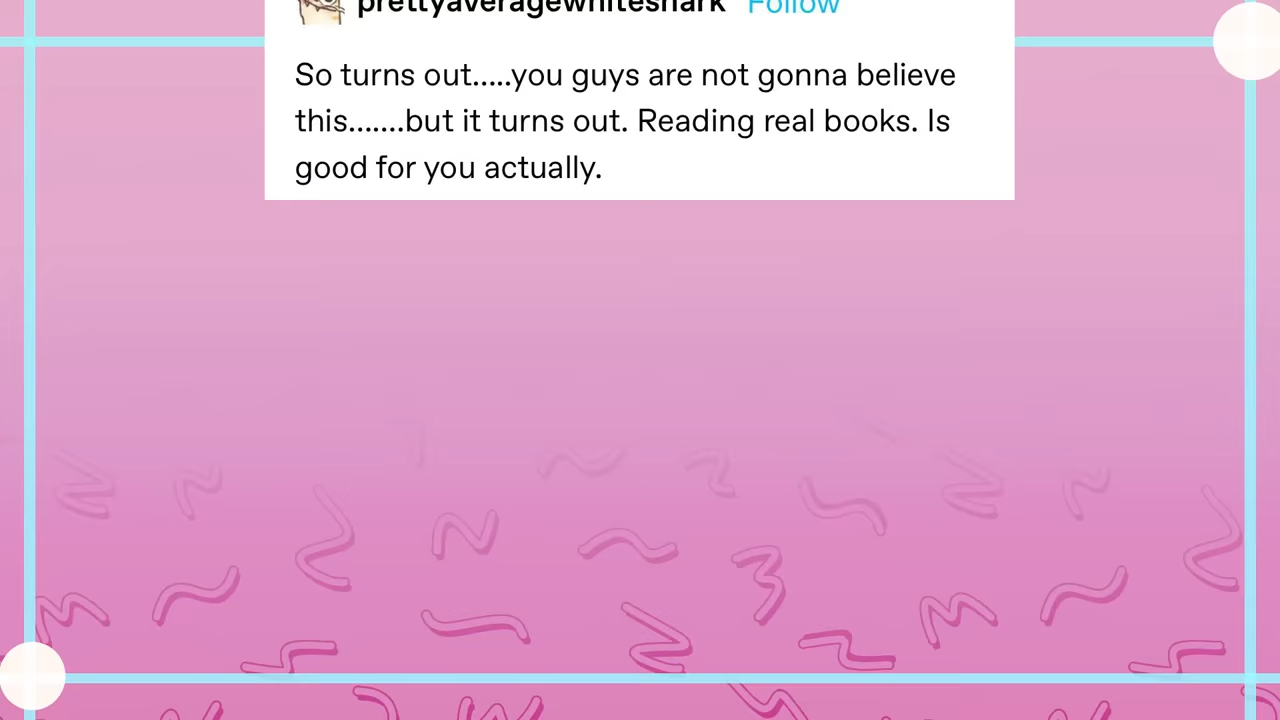 prettyaveragewhiteshark Follow
So turns out.....you guys are not gonna believe
this.......but it turns out. Reading real books. Is
good for you actually.